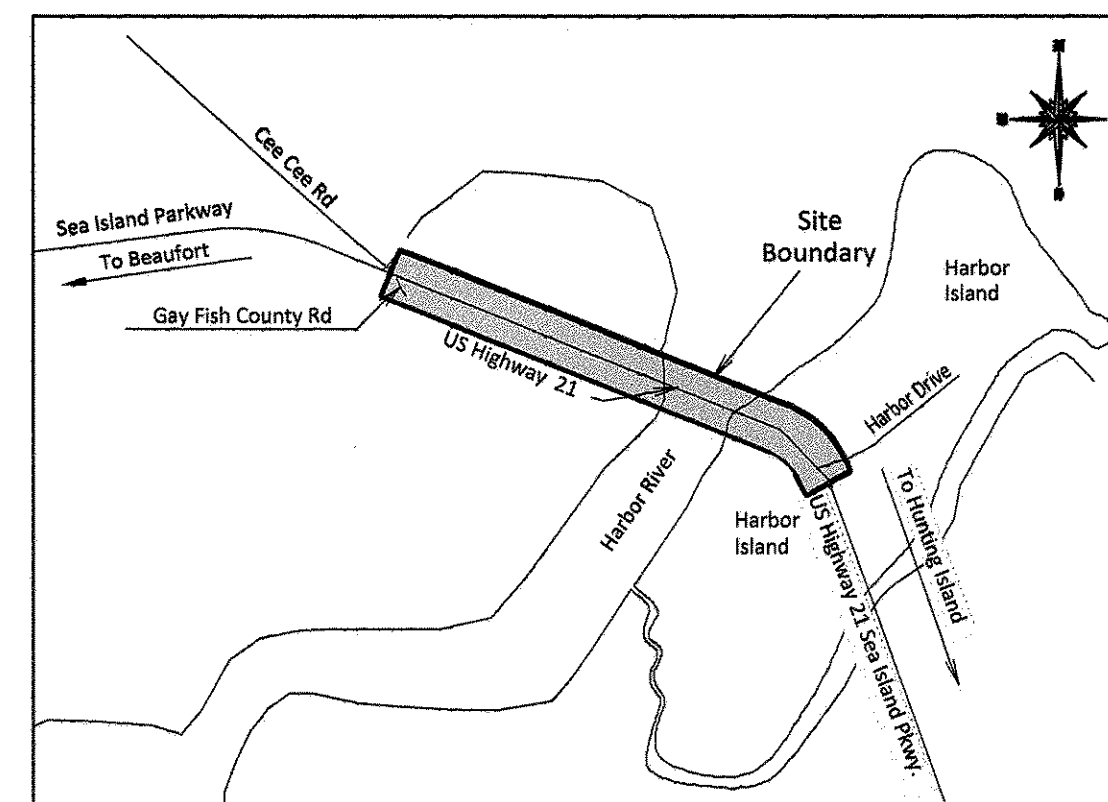 Cee Cee Rd
Sea Island Parkway
To Beaufort
Gay Fish County Rd
US Highway 21
Site
Boundary
Harbor
Island
Harbor Drive
Harbor River
Harbor
Island
To Hunting Island
US Highway 21 Sea Island Pkwy.